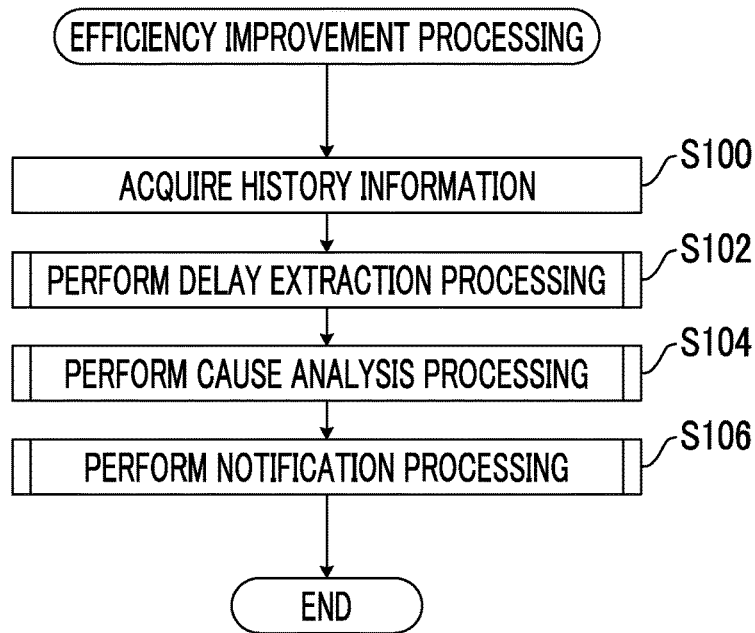 EFFICIENCY IMPROVEMENT PROCESSING
S100
ACQUIRE HISTORY INFORMATION
S102
PERFORM DELAY EXTRACTION PROCESSING
S104
PERFORM CAUSE ANALYSIS PROCESSING
S106
PERFORM NOTIFICATION PROCESSING
END